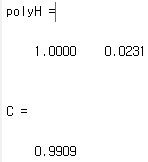 polyH =
1.0000 0.0231
C =
0.9909